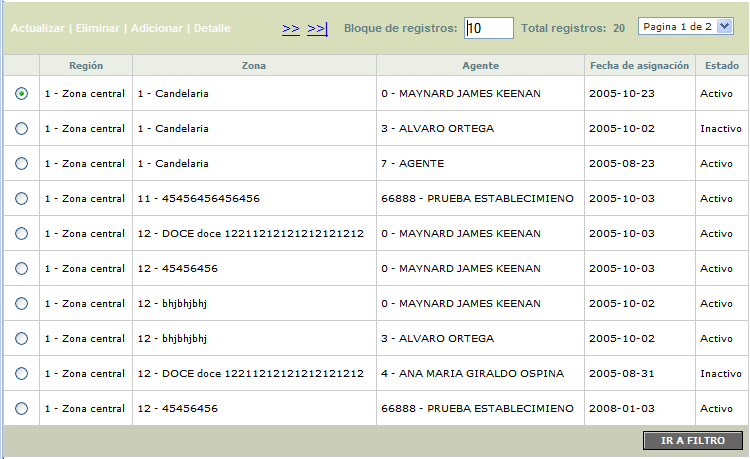 Actualizar | Eliminar | Adicionar | Detalle >> >>| Bloque de registros: 10 Total registros: 20 Pagina 1 de 2
Región Zona Agente Fecha de asignación Estado
1 - Zona central 1 - Candelaria 0 - MAYNARD JAMES KEENAN 2005-10-23 Activo
1 - Zona central 1 - Candelaria 3 - ALVARO ORTEGA 2005-10-02 Inactivo
1 - Zona central 1 - Candelaria 7 - AGENTE 2005-08-23 Activo
1 - Zona central 11 - 45456456456456 66888 - PRUEBA ESTABLECIMIENO 2005-10-03 Activo
1 - Zona central 12 - DOCE doce 12211212121212121212 0 - MAYNARD JAMES KEENAN 2005-10-03 Activo
1 - Zona central 12 - 45456456 0 - MAYNARD JAMES KEENAN 2005-10-03 Activo
1 - Zona central 12 - bhjbhjbhj 0 - MAYNARD JAMES KEENAN 2005-10-02 Activo
1 - Zona central 12 - bhjbhjbhj 3 - ALVARO ORTEGA 2005-10-02 Activo
1 - Zona central 12 - DOCE doce 12211212121212121212 4 - ANA MARIA GIRALDO OSPINA 2005-08-31 Inactivo
1 - Zona central 12 - 45456456 66888 - PRUEBA ESTABLECIMIENO 2008-01-03 Activo
IR A FILTRO